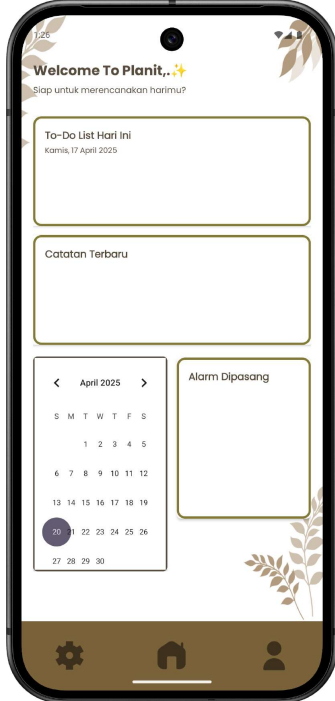 1:26
Welcome To Planit,.✨
Siap untuk merencanakan harimu?
To-Do List Hari Ini
Kamis, 17 April 2025
Catatan Terbaru
April 2025
S M T W T F S
1 2 3 4 5
6 7 8 9 10 11 12
13 14 15 16 17 18 19
20 21 22 23 24 25 26
27 28 29 30
Alarm Dipasang